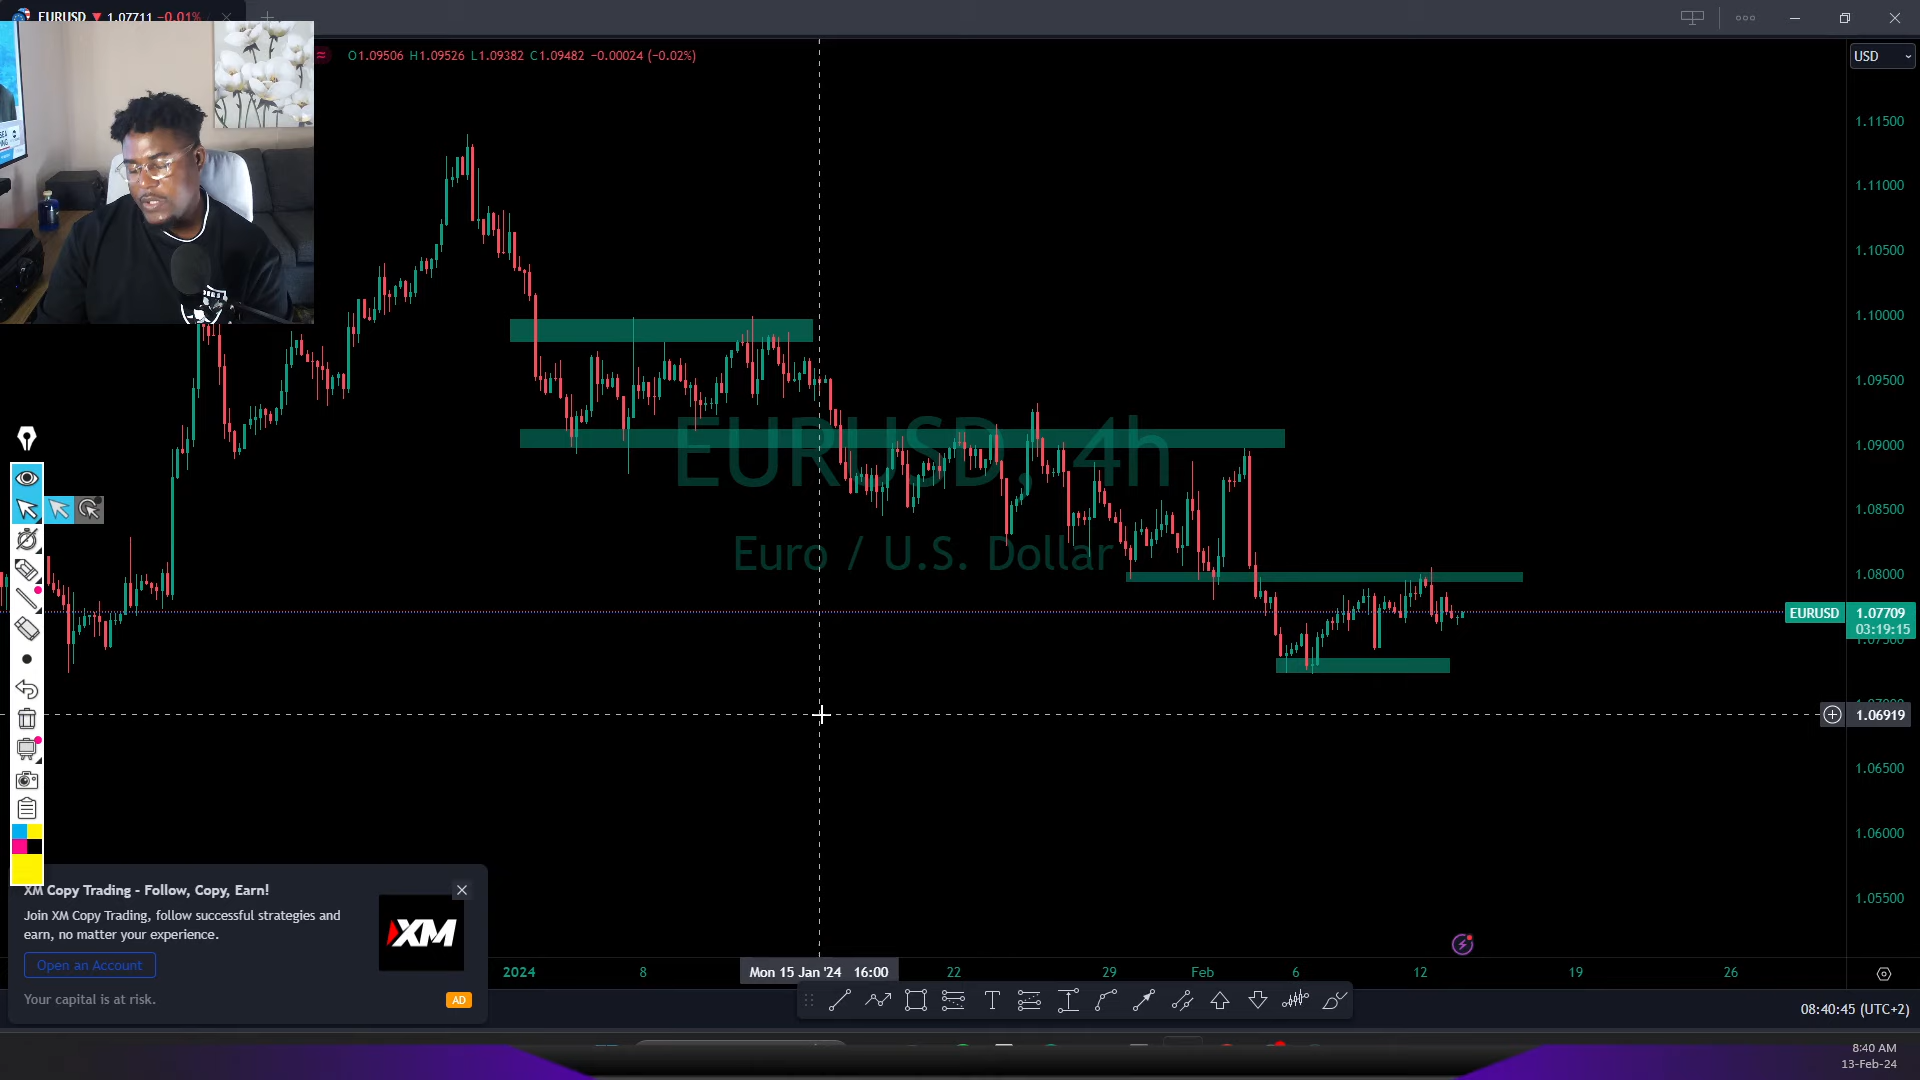 EURUSD ▼ 1.07711 −0.01%
O1.09506 H1.09526 L1.09382 C1.09482 −0.00024 (−0.02%)
USD
1.11500
1.11000
1.10500
1.10000
1.09500
1.09000
1.08500
1.08000
EURUSD 1.07709
03:19:15
1.06919
1.06500
1.06000
1.05500
EURUSD, 4h
Euro / U.S. Dollar
XM Copy Trading - Follow, Copy, Earn!
Join XM Copy Trading, follow successful strategies and
earn, no matter your experience.
XM
Open an Account
Your capital is at risk.
AD
2024 8 Mon 15 Jan '24 16:00 22 29 Feb 6 12 19 26
08:40:45 (UTC+2)
8:40 AM
13-Feb-24